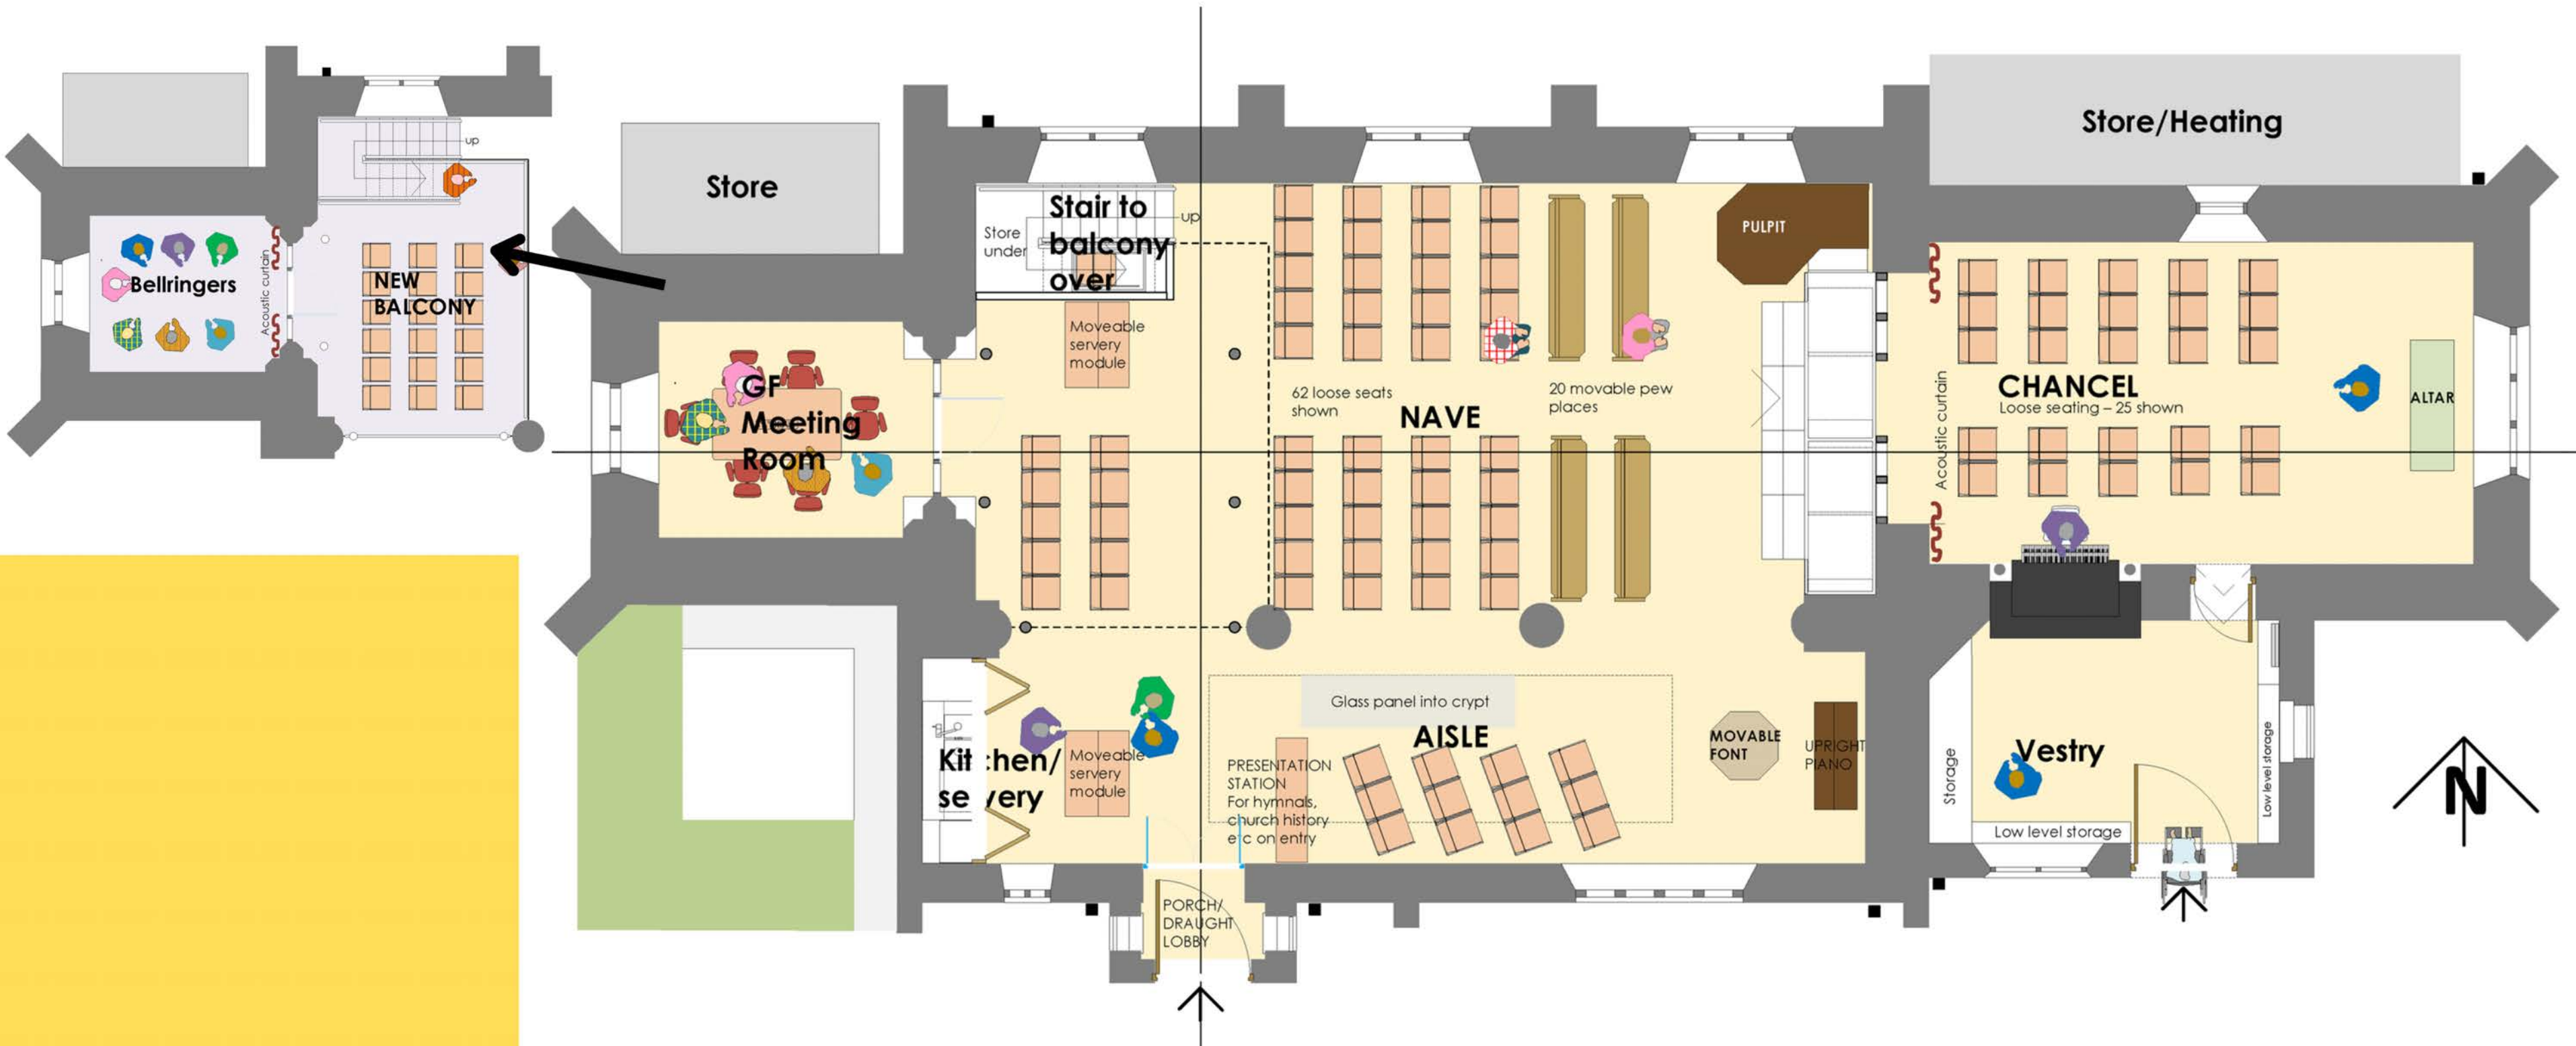 up
Bellringers
Acoustic curtain
NEW
BALCONY
Store
Stair to
balcony
over
up
Store
under
Moveable
servery
module
GF
Meeting
Room
62 loose seats
shown
NAVE
20 movable pew
places
PULPIT
Store/Heating
Acoustic curtain
CHANCEL
Loose seating – 25 shown
ALTAR
Kitchen/
servery
Moveable
servery
module
Glass panel into crypt
AISLE
PRESENTATION
STATION
For hymnals,
church history
etc on entry
MOVABLE
FONT
UPRIGHT
PIANO
PORCH/
DRAUGHT
LOBBY
Storage
Vestry
Low level storage
Low level storage
N